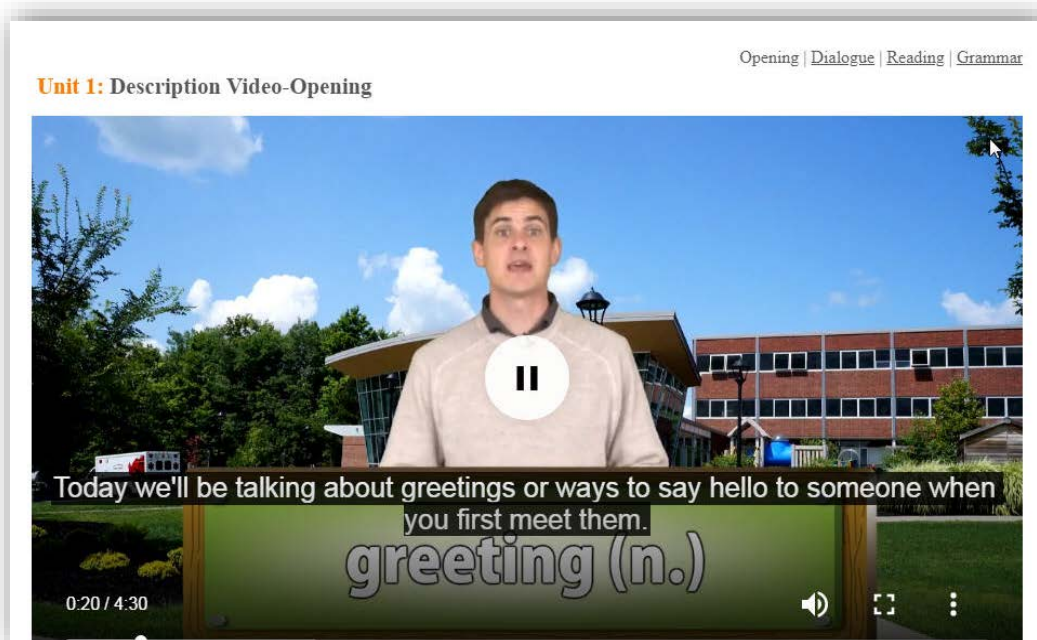 Opening | Dialogue | Reading | Grammar
Unit 1: Description Video-Opening
Today we'll be talking about greetings or ways to say hello to someone when
you first meet them.
greeting (n.)
0:20 / 4:30